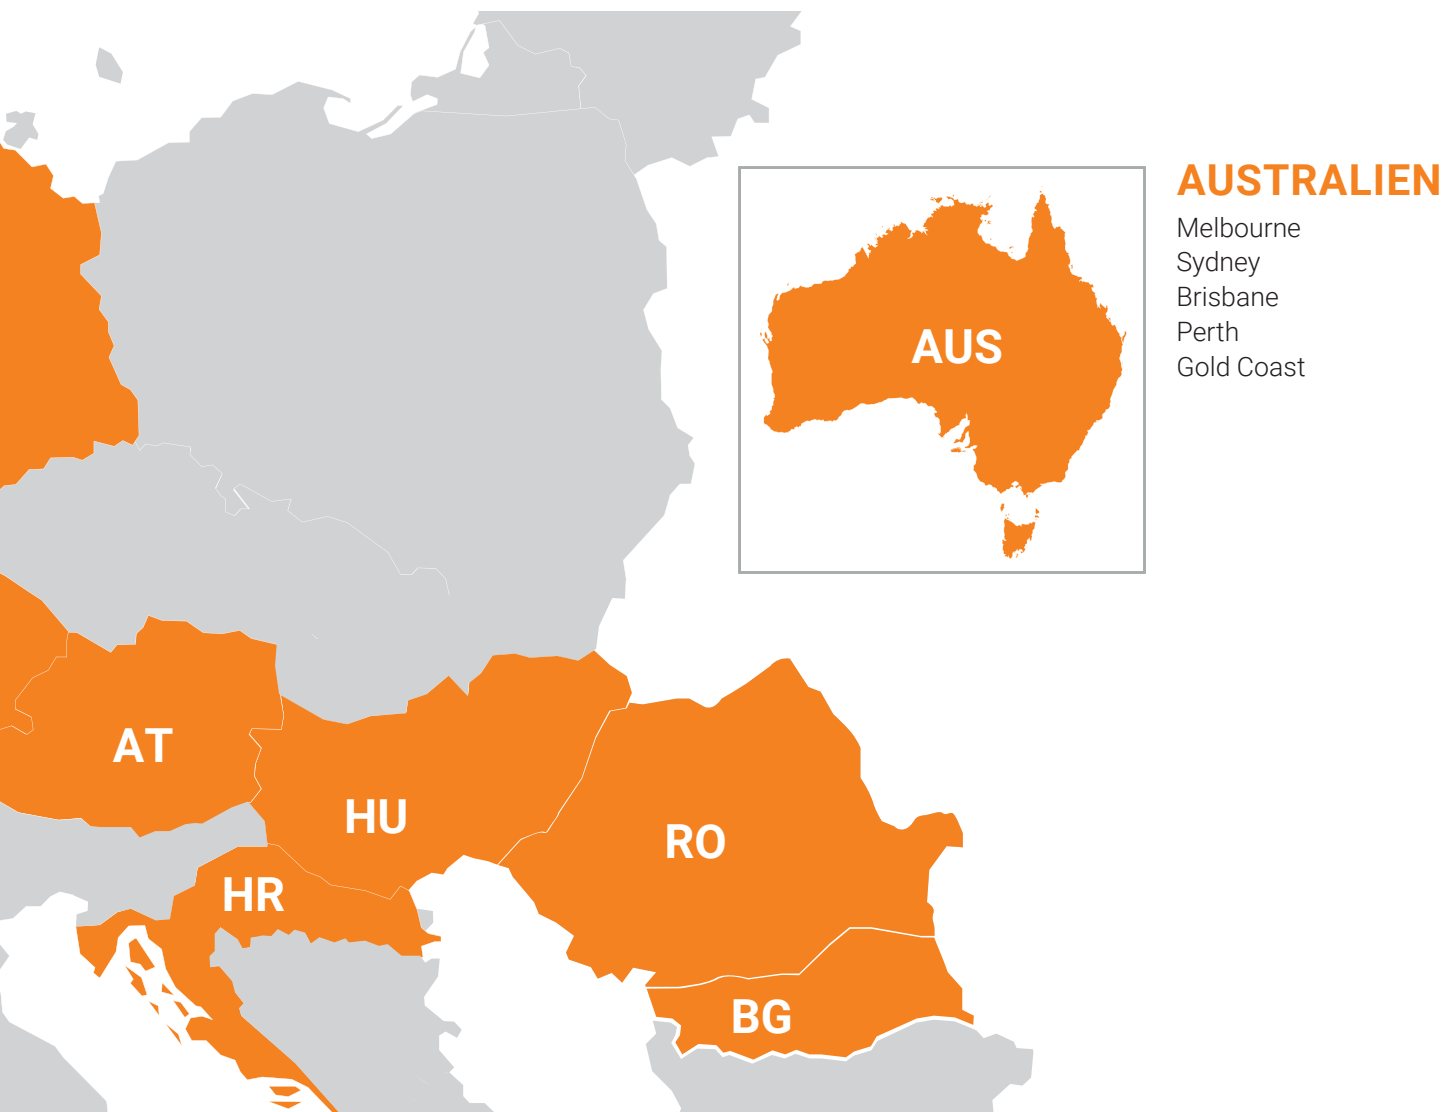 AUSTRALIEN
Melbourne
Sydney
Brisbane
Perth
Gold Coast
AUS
AT
HU
RO
HR
BG